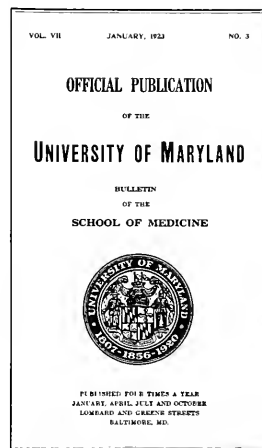 VOL. VII JANUARY, 1923 NO. 3
OFFICIAL PUBLICATION
OF THE
UNIVERSITY OF MARYLAND
BULLETIN
OF THE
SCHOOL OF MEDICINE
UNIVERSITY OF MARYLAND
1807-1856-1920
PUBLISHED FOUR TIMES A YEAR
JANUARY, APRIL, JULY AND OCTOBER
LOMBARD AND GREENE STREETS
BALTIMORE, MD.